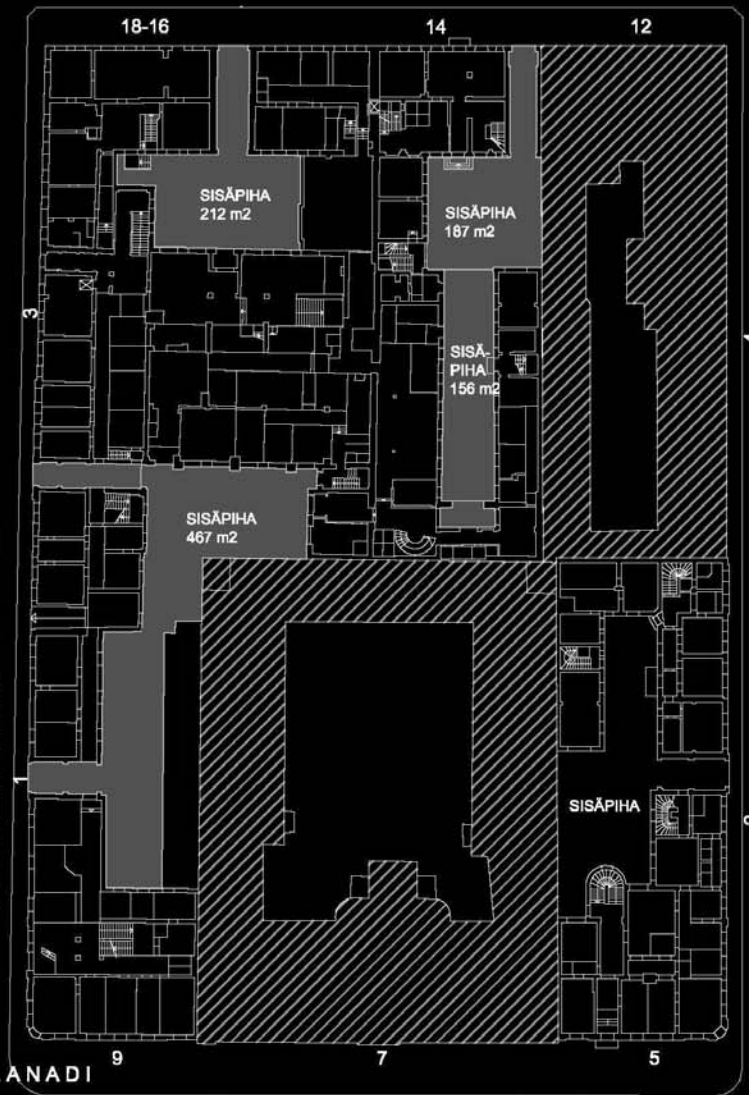 18-16
14
12
SISÄPIHA
212 m2
SISÄPIHA
187 m2
3
SISÄ-
PIHA
156 m2
SISÄPIHA
467 m2
1
SISÄPIHA
9
7
5
ANADI